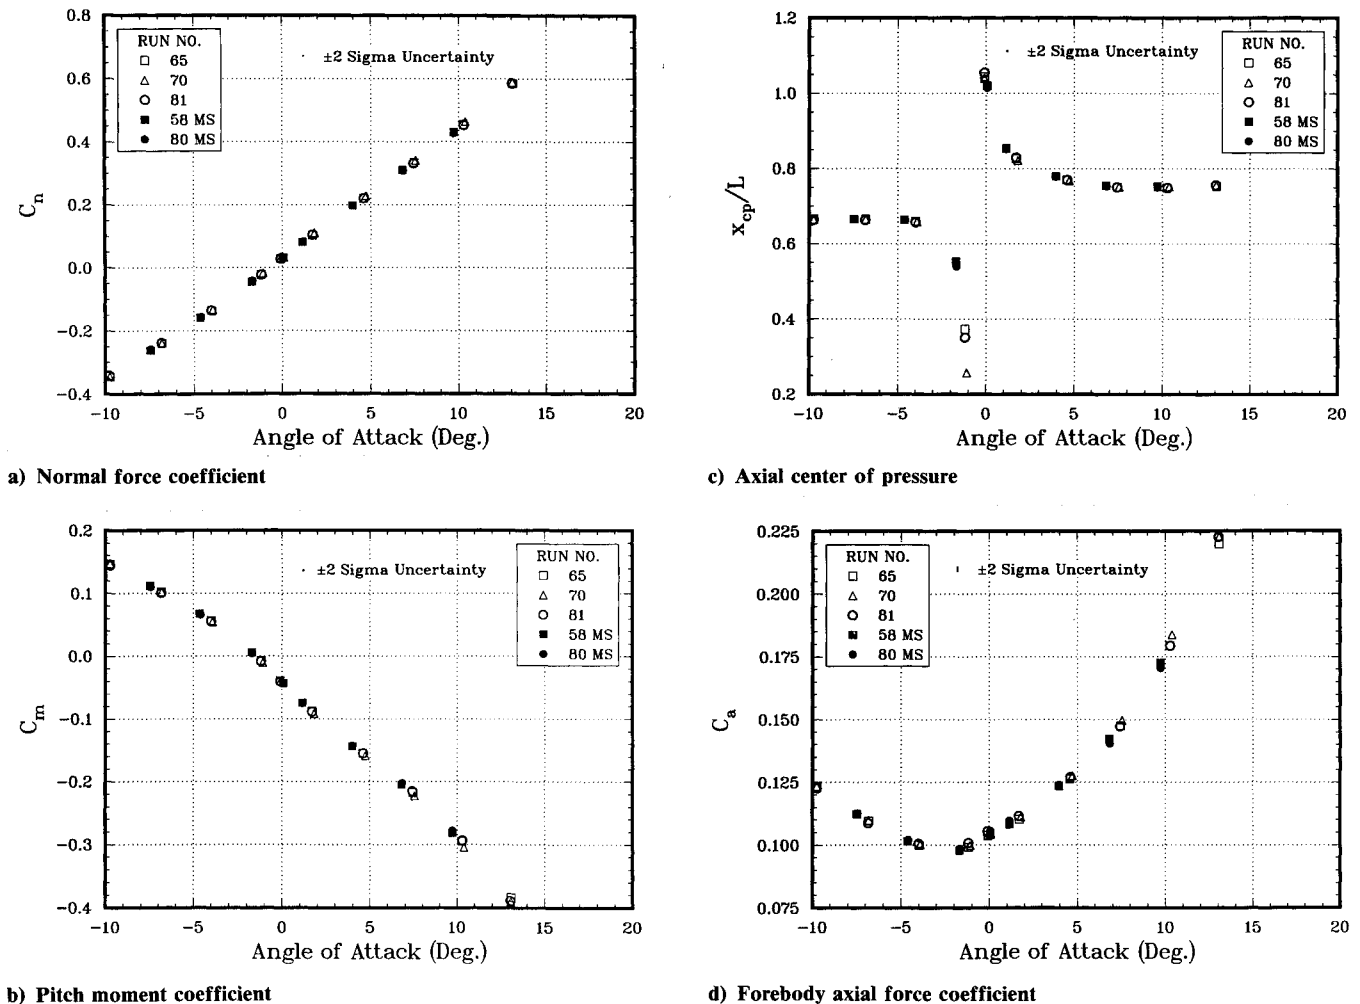 0.8
0.6
0.4
0.2
0.0
−0.2
−0.4
C_n
RUN NO.
65
70
81
58 MS
80 MS
±2 Sigma Uncertainty
−10
−5
0
5
10
15
20
Angle of Attack (Deg.)
a) Normal force coefficient
1.2
1.0
0.8
0.6
0.4
0.2
x_cp/L
±2 Sigma Uncertainty
RUN NO.
65
70
81
58 MS
80 MS
−10
−5
0
5
10
15
20
Angle of Attack (Deg.)
c) Axial center of pressure
0.2
0.1
0.0
−0.1
−0.2
−0.3
−0.4
C_m
±2 Sigma Uncertainty
RUN NO.
65
70
81
58 MS
80 MS
−10
−5
0
5
10
15
20
Angle of Attack (Deg.)
b) Pitch moment coefficient
0.225
0.200
0.175
0.150
0.125
0.100
0.075
C_a
RUN NO.
65
70
81
58 MS
80 MS
±2 Sigma Uncertainty
−10
−5
0
5
10
15
20
Angle of Attack (Deg.)
d) Forebody axial force coefficient